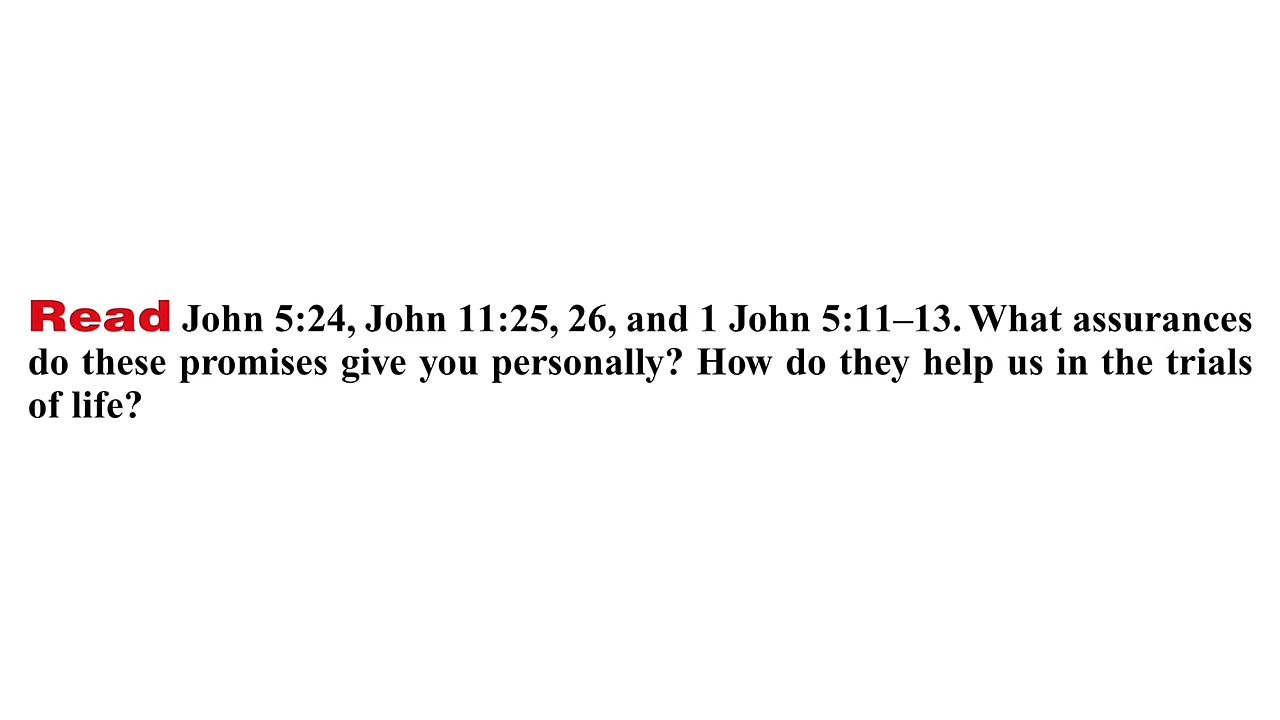 Read John 5:24, John 11:25, 26, and 1 John 5:11–13. What assurances
do these promises give you personally? How do they help us in the trials
of life?